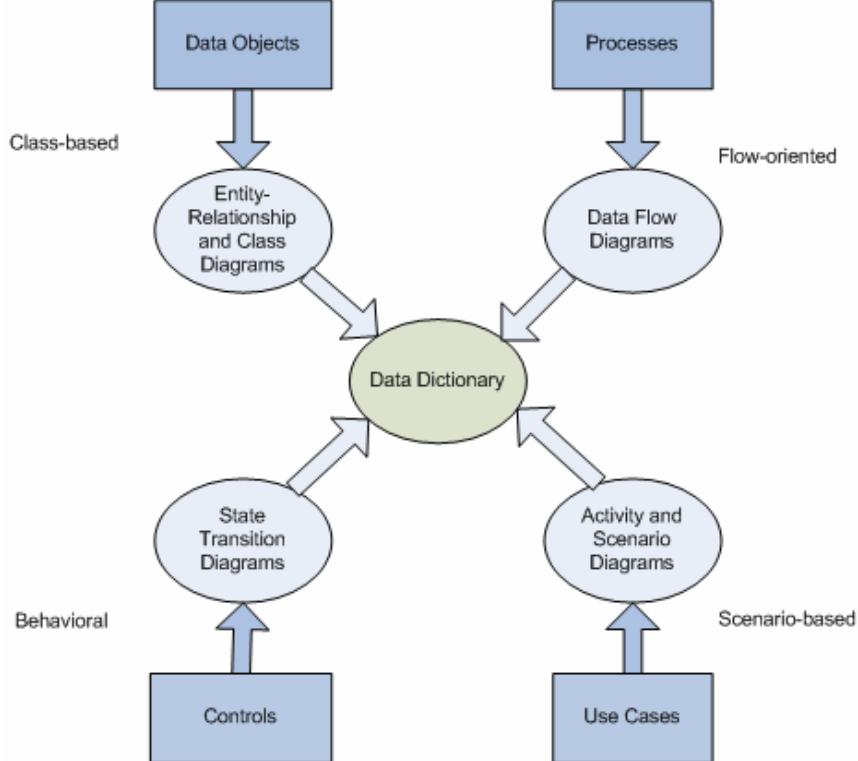 Data Objects
Processes
Class-based
Flow-oriented
Entity-
Relationship
and Class
Diagrams
Data Flow
Diagrams
Data Dictionary
State
Transition
Diagrams
Activity and
Scenario
Diagrams
Behavioral
Scenario-based
Controls
Use Cases